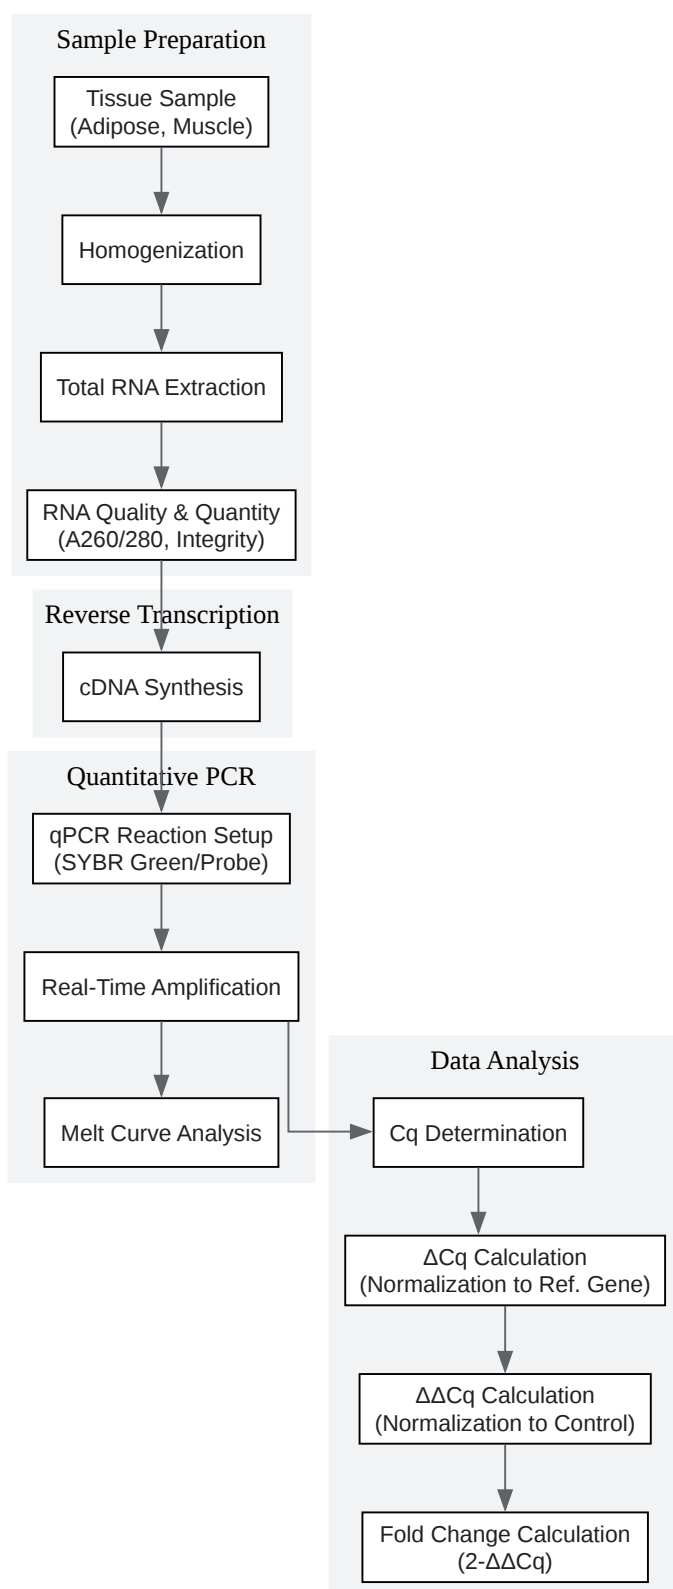 Sample Preparation
Tissue Sample
(Adipose, Muscle)
Homogenization
Total RNA Extraction
RNA Quality & Quantity
(A260/280, Integrity)
Reverse Transcription
cDNA Synthesis
Quantitative PCR
qPCR Reaction Setup
(SYBR Green/Probe)
Real-Time Amplification
Melt Curve Analysis
Data Analysis
Cq Determination
ΔCq Calculation
(Normalization to Ref. Gene)
ΔΔCq Calculation
(Normalization to Control)
Fold Change Calculation
(2-ΔΔCq)